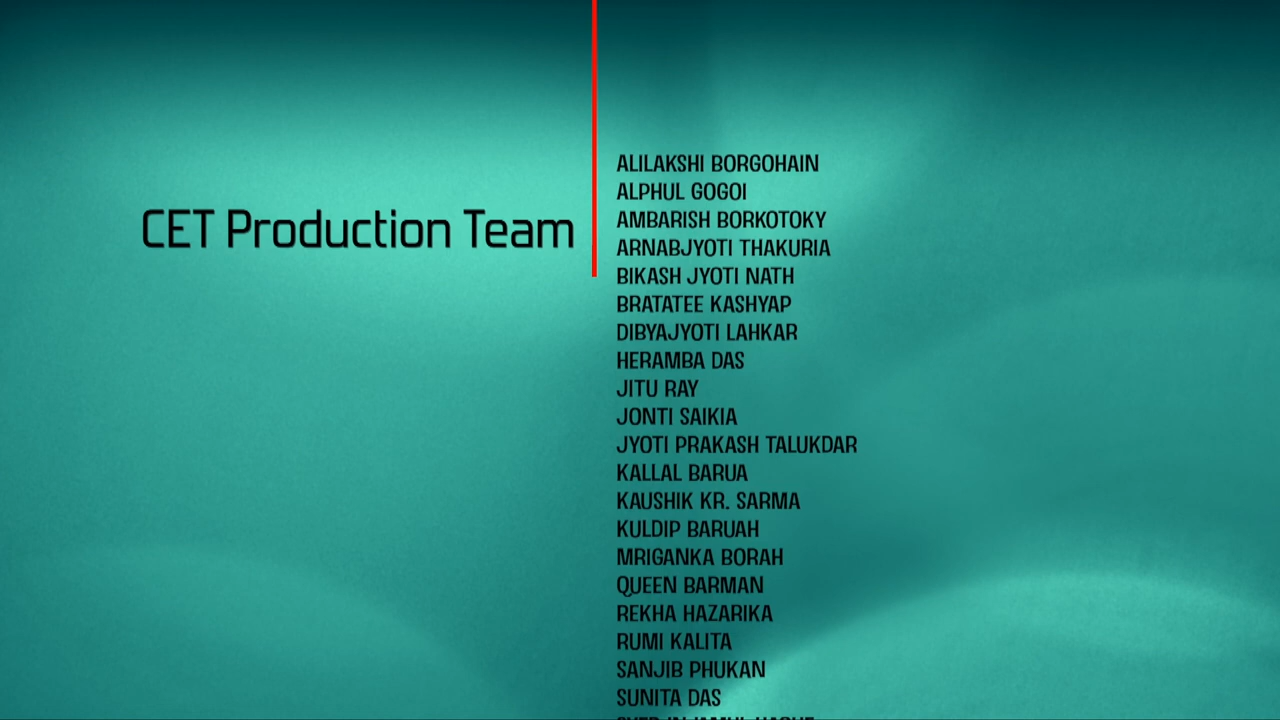 CET Production Team
ALILAKSHI BORGOHAIN
ALPHUL GOGOI
AMBARISH BORKOTOKY
ARNABJYOTI THAKURIA
BIKASH JYOTI NATH
BRATATEE KASHYAP
DIBYAJYOTI LAHKAR
HERAMBA DAS
JITU RAY
JONTI SAIKIA
JYOTI PRAKASH TALUKDAR
KALLAL BARUA
KAUSHIK KR. SARMA
KULDIP BARUAH
MRIGANKA BORAH
QUEEN BARMAN
REKHA HAZARIKA
RUMI KALITA
SANJIB PHUKAN
SUNITA DAS